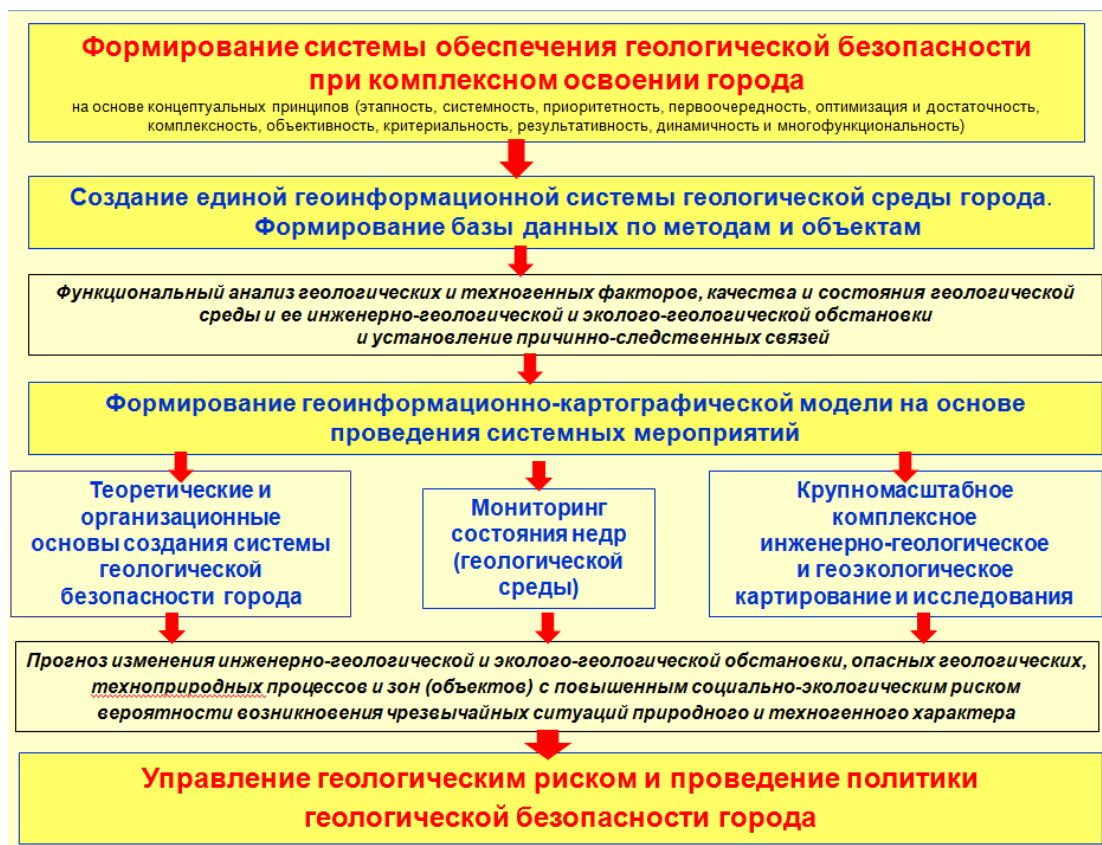 Формирование системы обеспечения геологической безопасности
при комплексном освоении города
на основе концептуальных принципов (этапность, системность, приоритетность, первоочередность, оптимизация и достаточность,
комплексность, объективность, критериальность, результативность, динамичность и многофункциональность)
Создание единой геоинформационной системы геологической среды города.
Формирование базы данных по методам и объектам
Функциональный анализ геологических и техногенных факторов, качества и состояния геологической
среды и ее инженерно-геологической и эколого-геологической обстановки
и установление причинно-следственных связей
Формирование геоинформационно-картографической модели на основе
проведения системных мероприятий
Теоретические и
организационные
основы создания системы
геологической
безопасности города
Мониторинг
состояния недр
(геологической
среды)
Крупномасштабное
комплексное
инженерно-геологическое
и геоэкологическое
картирование и исследования
Прогноз изменения инженерно-геологической и эколого-геологической обстановки, опасных геологических,
техноприродных процессов и зон (объектов) с повышенным социально-экологическим риском
вероятности возникновения чрезвычайных ситуаций природного и техногенного характера
Управление геологическим риском и проведение политики
геологической безопасности города